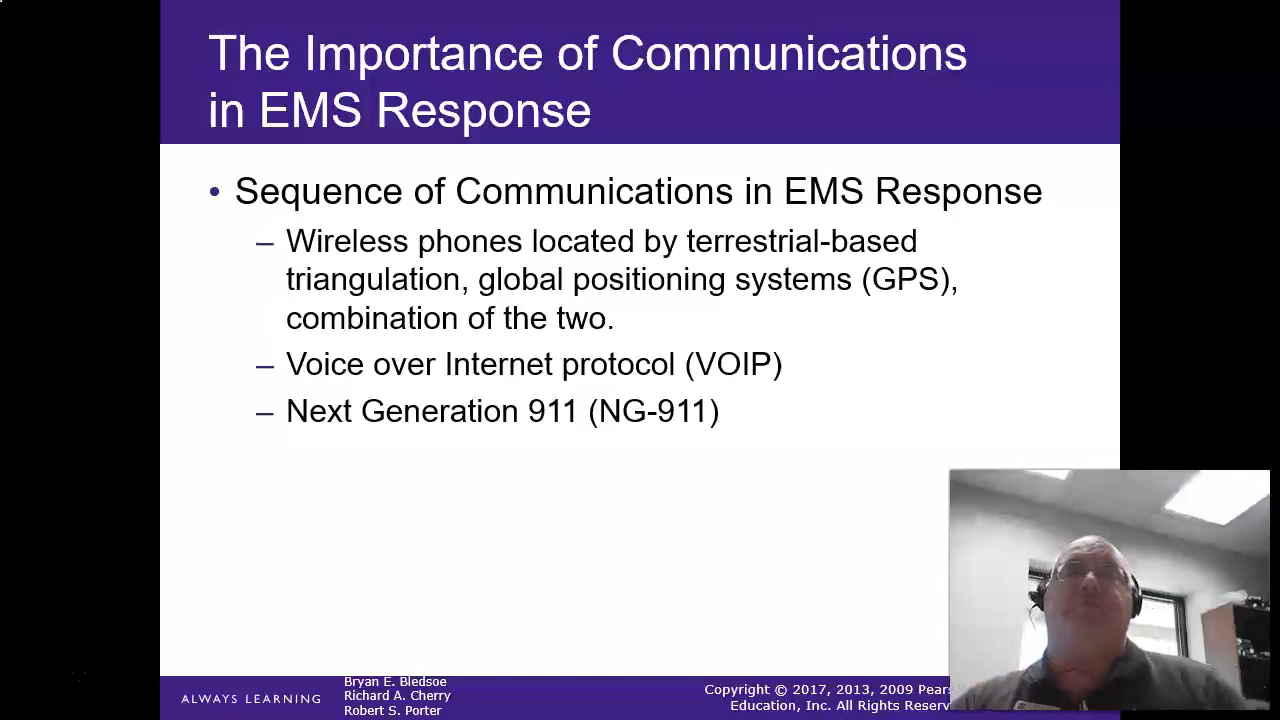 The Importance of Communications
in EMS Response
• Sequence of Communications in EMS Response
– Wireless phones located by terrestrial-based
triangulation, global positioning systems (GPS),
combination of the two.
– Voice over Internet protocol (VOIP)
– Next Generation 911 (NG-911)
ALWAYS LEARNING
Bryan E. Bledsoe
Richard A. Cherry
Robert S. Porter
Copyright © 2017, 2013, 2009
Education, Inc. All Rights